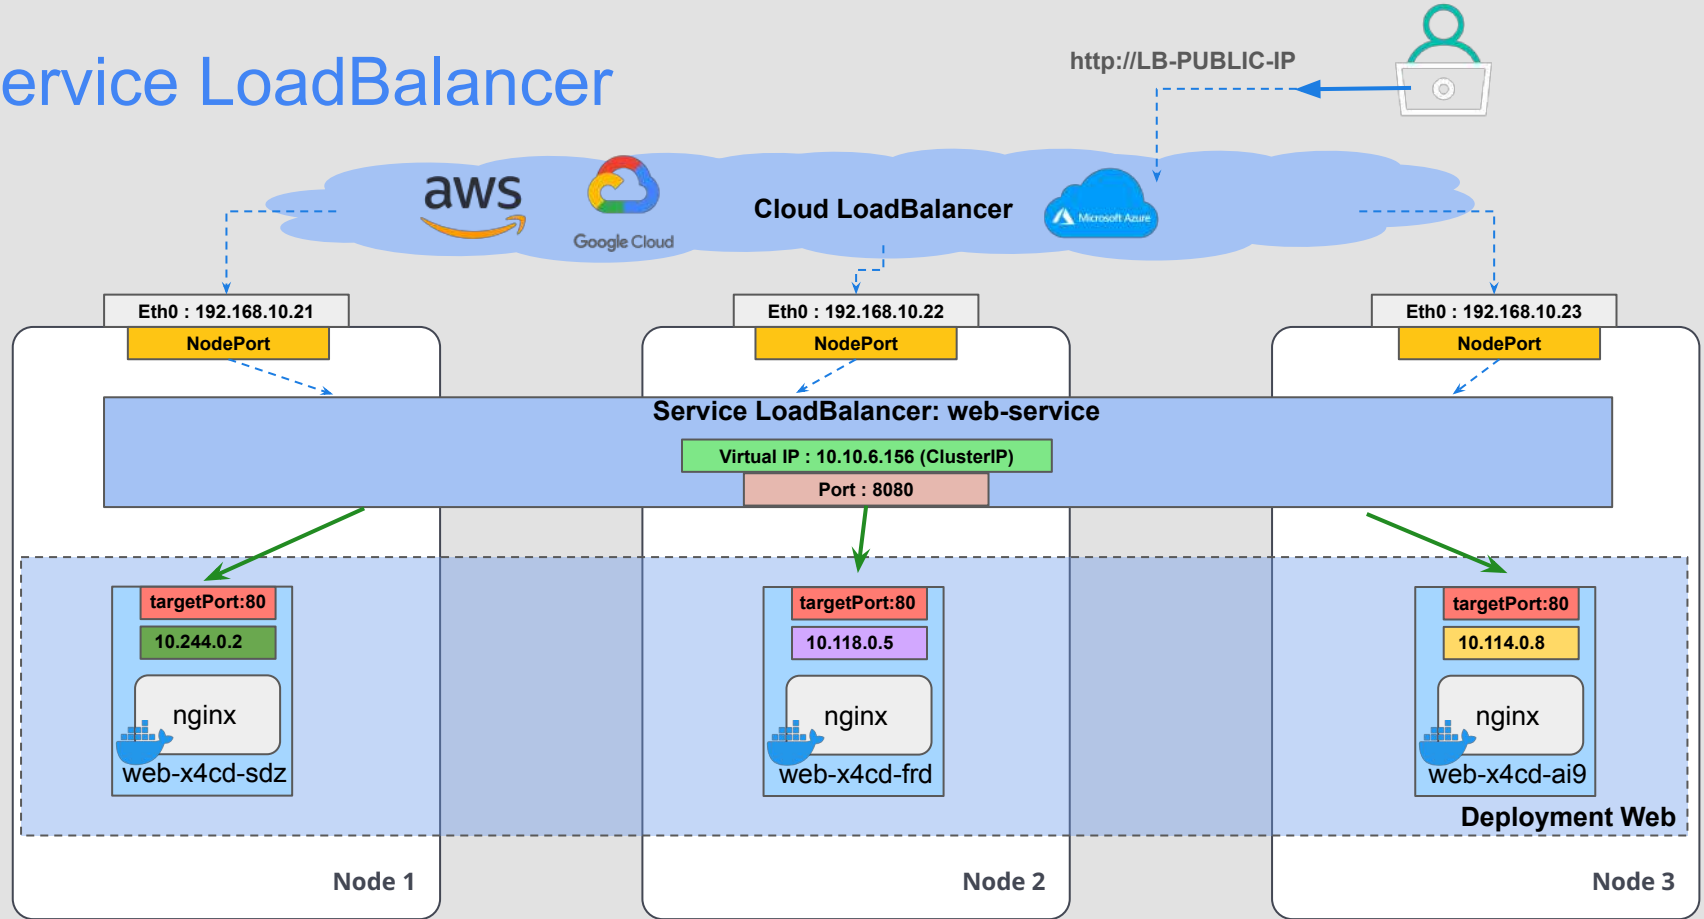 ervice LoadBalancer
http://LB-PUBLIC-IP
aws
Google Cloud
Cloud LoadBalancer
Microsoft Azure
Eth0 : 192.168.10.21
Eth0 : 192.168.10.22
Eth0 : 192.168.10.23
NodePort
NodePort
NodePort
Service LoadBalancer: web-service
Virtual IP : 10.10.6.156 (ClusterIP)
Port : 8080
targetPort:80
10.244.0.2
nginx
web-x4cd-sdz
targetPort:80
10.118.0.5
nginx
web-x4cd-frd
targetPort:80
10.114.0.8
nginx
web-x4cd-ai9
Deployment Web
Node 1
Node 2
Node 3